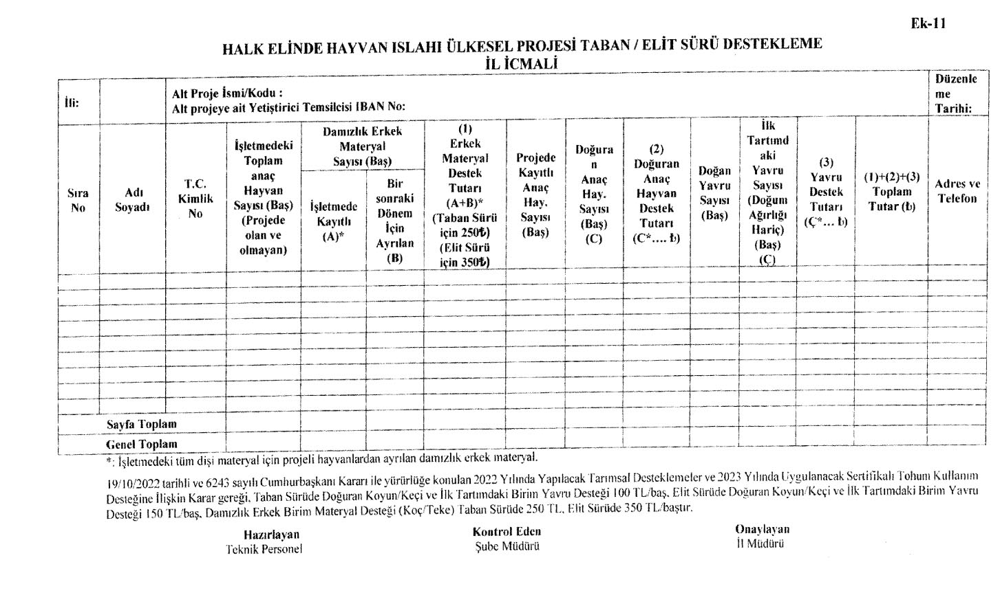 Ek-11
HALK ELİNDE HAYVAN ISLAHI ÜLKESEL PROJESİ TABAN / ELİT SÜRÜ DESTEKLEME
İL İCMALİ
İli:
Alt Proje İsmi/Kodu :
Alt projeye ait Yetiştirici Temsilcisi IBAN No:
Düzenle
me
Tarihi:
Sıra
No
Adı
Soyadı
T.C.
Kimlik
No
İşletmedeki
Toplam
anaç
Hayvan
Sayısı (Baş)
(Projede
olan ve
olmayan)
Damızlık Erkek
Materyal
Sayısı (Baş)
İşletmede
Kayıtlı
(A)*
Bir
sonraki
Dönem
İçin
Ayrılan
(B)
(1)
Erkek
Materyal
Destek
Tutarı
(A+B)*
(Taban Sürü
için 250₺)
(Elit Sürü
için 350₺)
Projede
Kayıtlı
Anaç
Hay.
Sayısı
(Baş)
Doğura
n
Anaç
Hay.
Sayısı
(Baş)
(C)
(2)
Doğuran
Anaç
Hayvan
Destek
Tutarı
(C*.... ₺)
Doğan
Yavru
Sayısı
(Baş)
İlk
Tartımd
aki
Yavru
Sayısı
(Doğum
Ağırlığı
Hariç)
(Baş)
(Ç)
(3)
Yavru
Destek
Tutarı
(Ç*... ₺)
(1)+(2)+(3)
Toplam
Tutar (₺)
Adres ve
Telefon
Sayfa Toplam
Genel Toplam
*: İşletmedeki tüm dişi materyal için projeli hayvanlardan ayrılan damızlık erkek materyal.
19/10/2022 tarihli ve 6243 sayılı Cumhurbaşkanı Kararı ile yürürlüğe konulan 2022 Yılında Yapılacak Tarımsal Desteklemeler ve 2023 Yılında Uygulanacak Sertifikalı Tohum Kullanım
Desteğine İlişkin Karar gereği, Taban Sürüde Doğuran Koyun/Keçi ve İlk Tartımdaki Birim Yavru Desteği 100 TL/baş, Elit Sürüde Doğuran Koyun/Keçi ve İlk Tartımdaki Birim Yavru
Desteği 150 TL/baş, Damızlık Erkek Birim Materyal Desteği (Koç/Teke) Taban Sürüde 250 TL, Elit Sürüde 350 TL/baştır.
Hazırlayan
Teknik Personel
Kontrol Eden
Şube Müdürü
Onaylayan
İl Müdürü